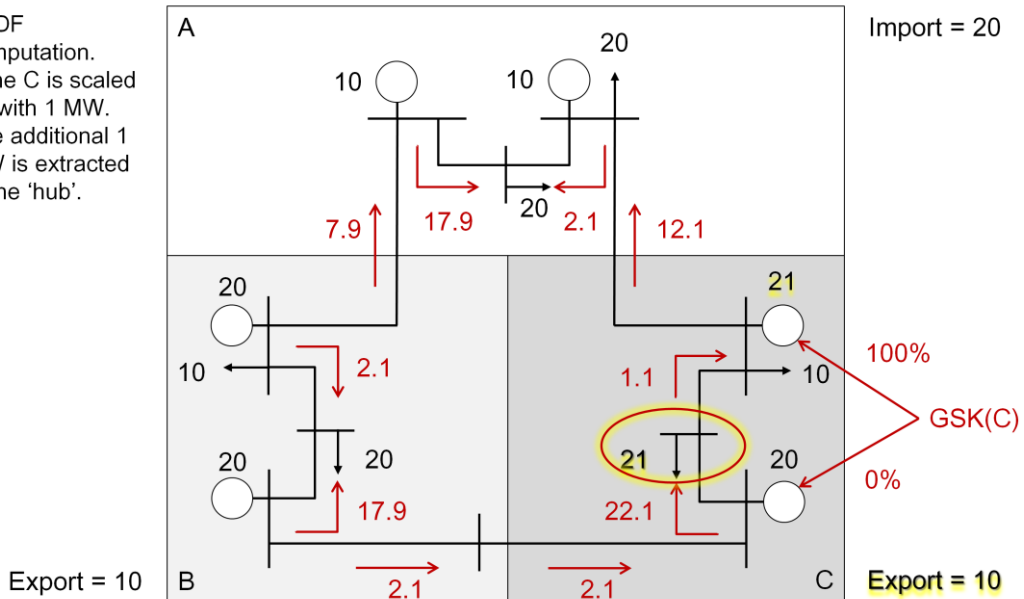 DF
mputation.
ne C is scaled
with 1 MW.
e additional 1
W is extracted
ne ‘hub’.
A
Import = 20
20
10
10
20
7.9
17.9
2.1
12.1
20
21
10
2.1
1.1
10
100%
GSK(C)
20
20
21
20
0%
17.9
22.1
Export = 10
B
2.1
2.1
C
Export = 10